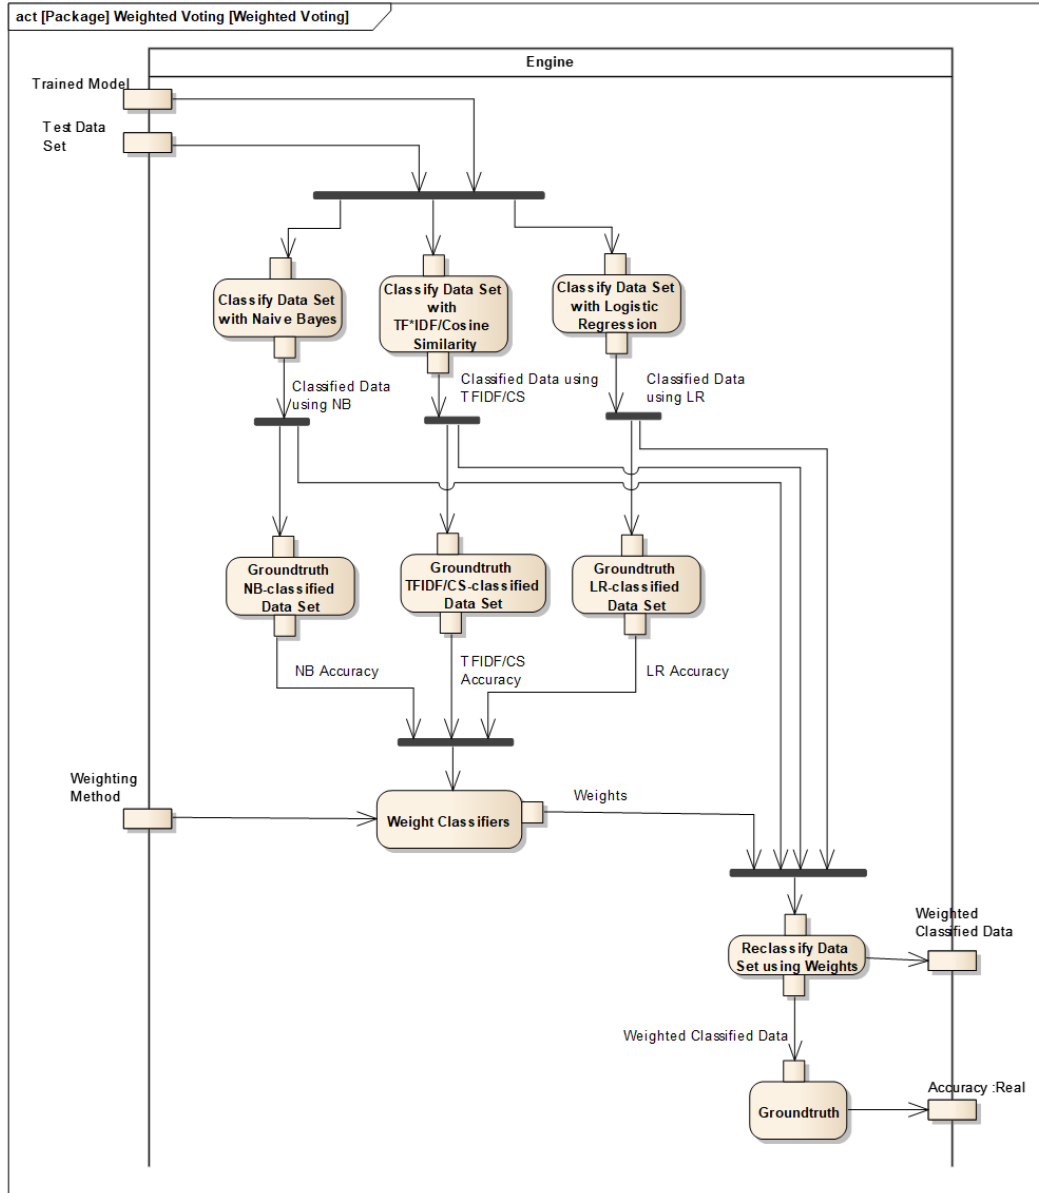 act [Package] Weighted Voting [Weighted Voting]
Engine
Trained Model
Test Data
Set
Classify Data Set
with Naive Bayes
Classify Data Set
with
TF*IDF/Cosine
Similarity
Classify Data Set
with Logistic
Regression
Classified Data
using NB
Classified Data using
TFIDF/CS
Classified Data
using LR
Groundtruth
NB-classified
Data Set
Groundtruth
TFIDF/CS-classified
Data Set
Groundtruth
LR-classified
Data Set
NB Accuracy
TFIDF/CS
Accuracy
LR Accuracy
Weighting
Method
Weight Classifiers
Weights
Reclassify Data
Set using Weights
Weighted
Classified Data
Weighted Classified Data
Groundtruth
Accuracy :Real